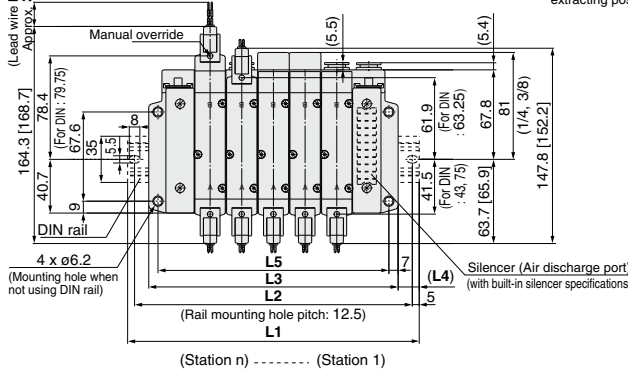 extracting pos
(Lead wire
Approx.
Manual override
(5.5)
(5.4)
164.3 [168.7]
78.4
(For DIN : 79.75)
67.6
8
35
5.5
40.7
9
61.9
(For DIN
: 63.25)
67.8
81
(1/4, 3/8)
147.8 [152.2]
41.5
(For DIN
: 43,75)
63.7 [65.9]
B
B
B
B
B
A
A
A
A
A
DIN rail
4 x ø6.2
(Mounting hole when
not using DIN rail)
L5
7
L3
(L4)
L2
5
(Rail mounting hole pitch: 12.5)
L1
Silencer (Air discharge port)
(with built-in silencer specifications
(Station n) -------- (Station 1)